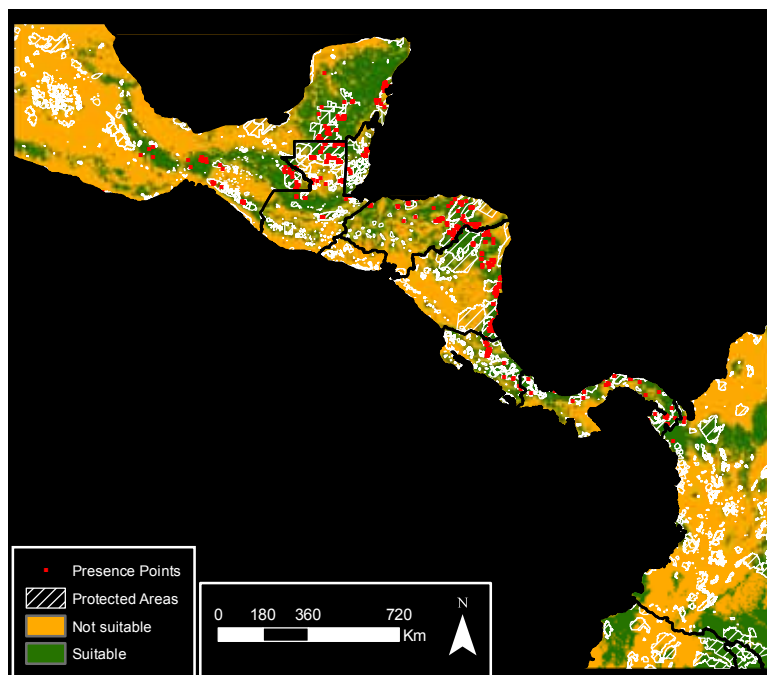 Presence Points
Protected Areas
Not suitable
Suitable
0 180 360 720
Km
N